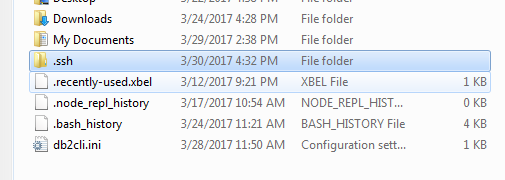 Downloads 3/24/2017 4:28 PM File folder
My Documents 3/29/2017 2:38 PM File folder
.ssh 3/30/2017 4:32 PM File folder
.recently-used.xbel 3/12/2017 9:21 PM XBEL File 1 KB
.node_repl_history 3/17/2017 10:54 AM NODE_REPL_HIST... 0 KB
.bash_history 3/24/2017 11:21 AM BASH_HISTORY File 4 KB
db2cli.ini 3/28/2017 11:50 AM Configuration sett... 1 KB